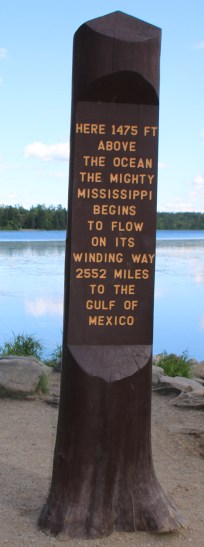 HERE 1475 FT
ABOVE
THE OCEAN
THE MIGHTY
MISSISSIPPI
BEGINS
TO FLOW
ON ITS
WINDING WAY
2552 MILES
TO THE
GULF OF
MEXICO